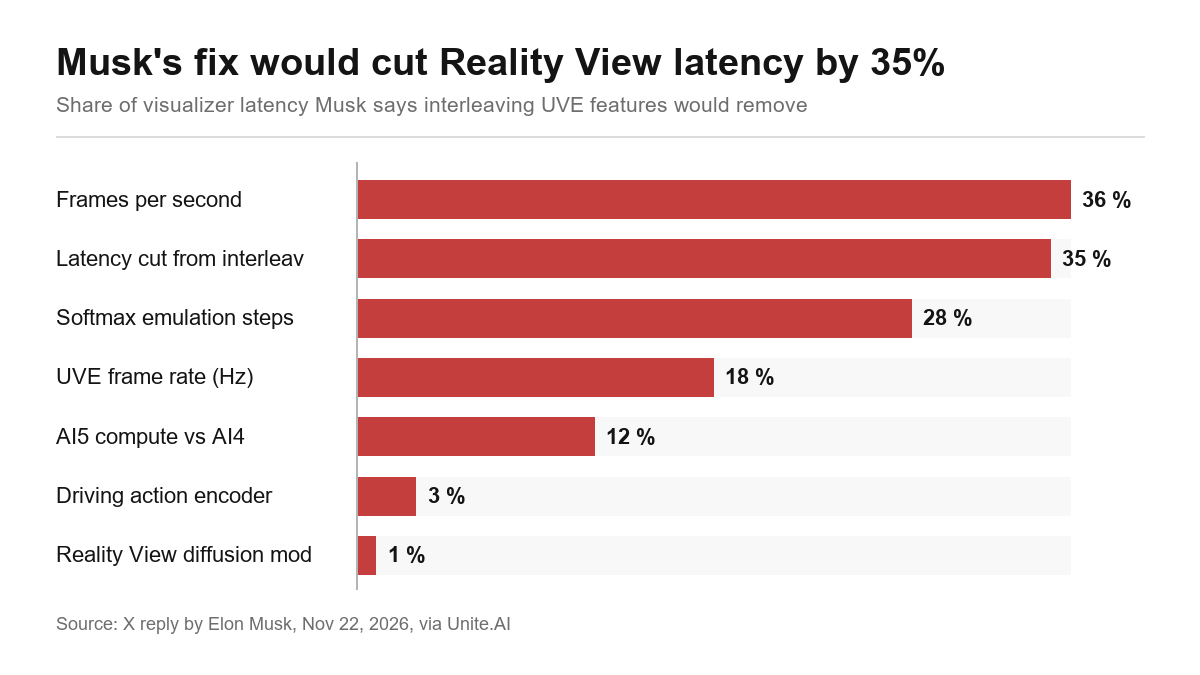 Musk's fix would cut Reality View latency by 35%
Share of visualizer latency Musk says interleaving UVE features would remove
Frames per second 36 %
Latency cut from interleav 35 %
Softmax emulation steps 28 %
UVE frame rate (Hz) 18 %
AI5 compute vs AI4 12 %
Driving action encoder 3 %
Reality View diffusion mod 1 %
Source: X reply by Elon Musk, Nov 22, 2026, via Unite.AI